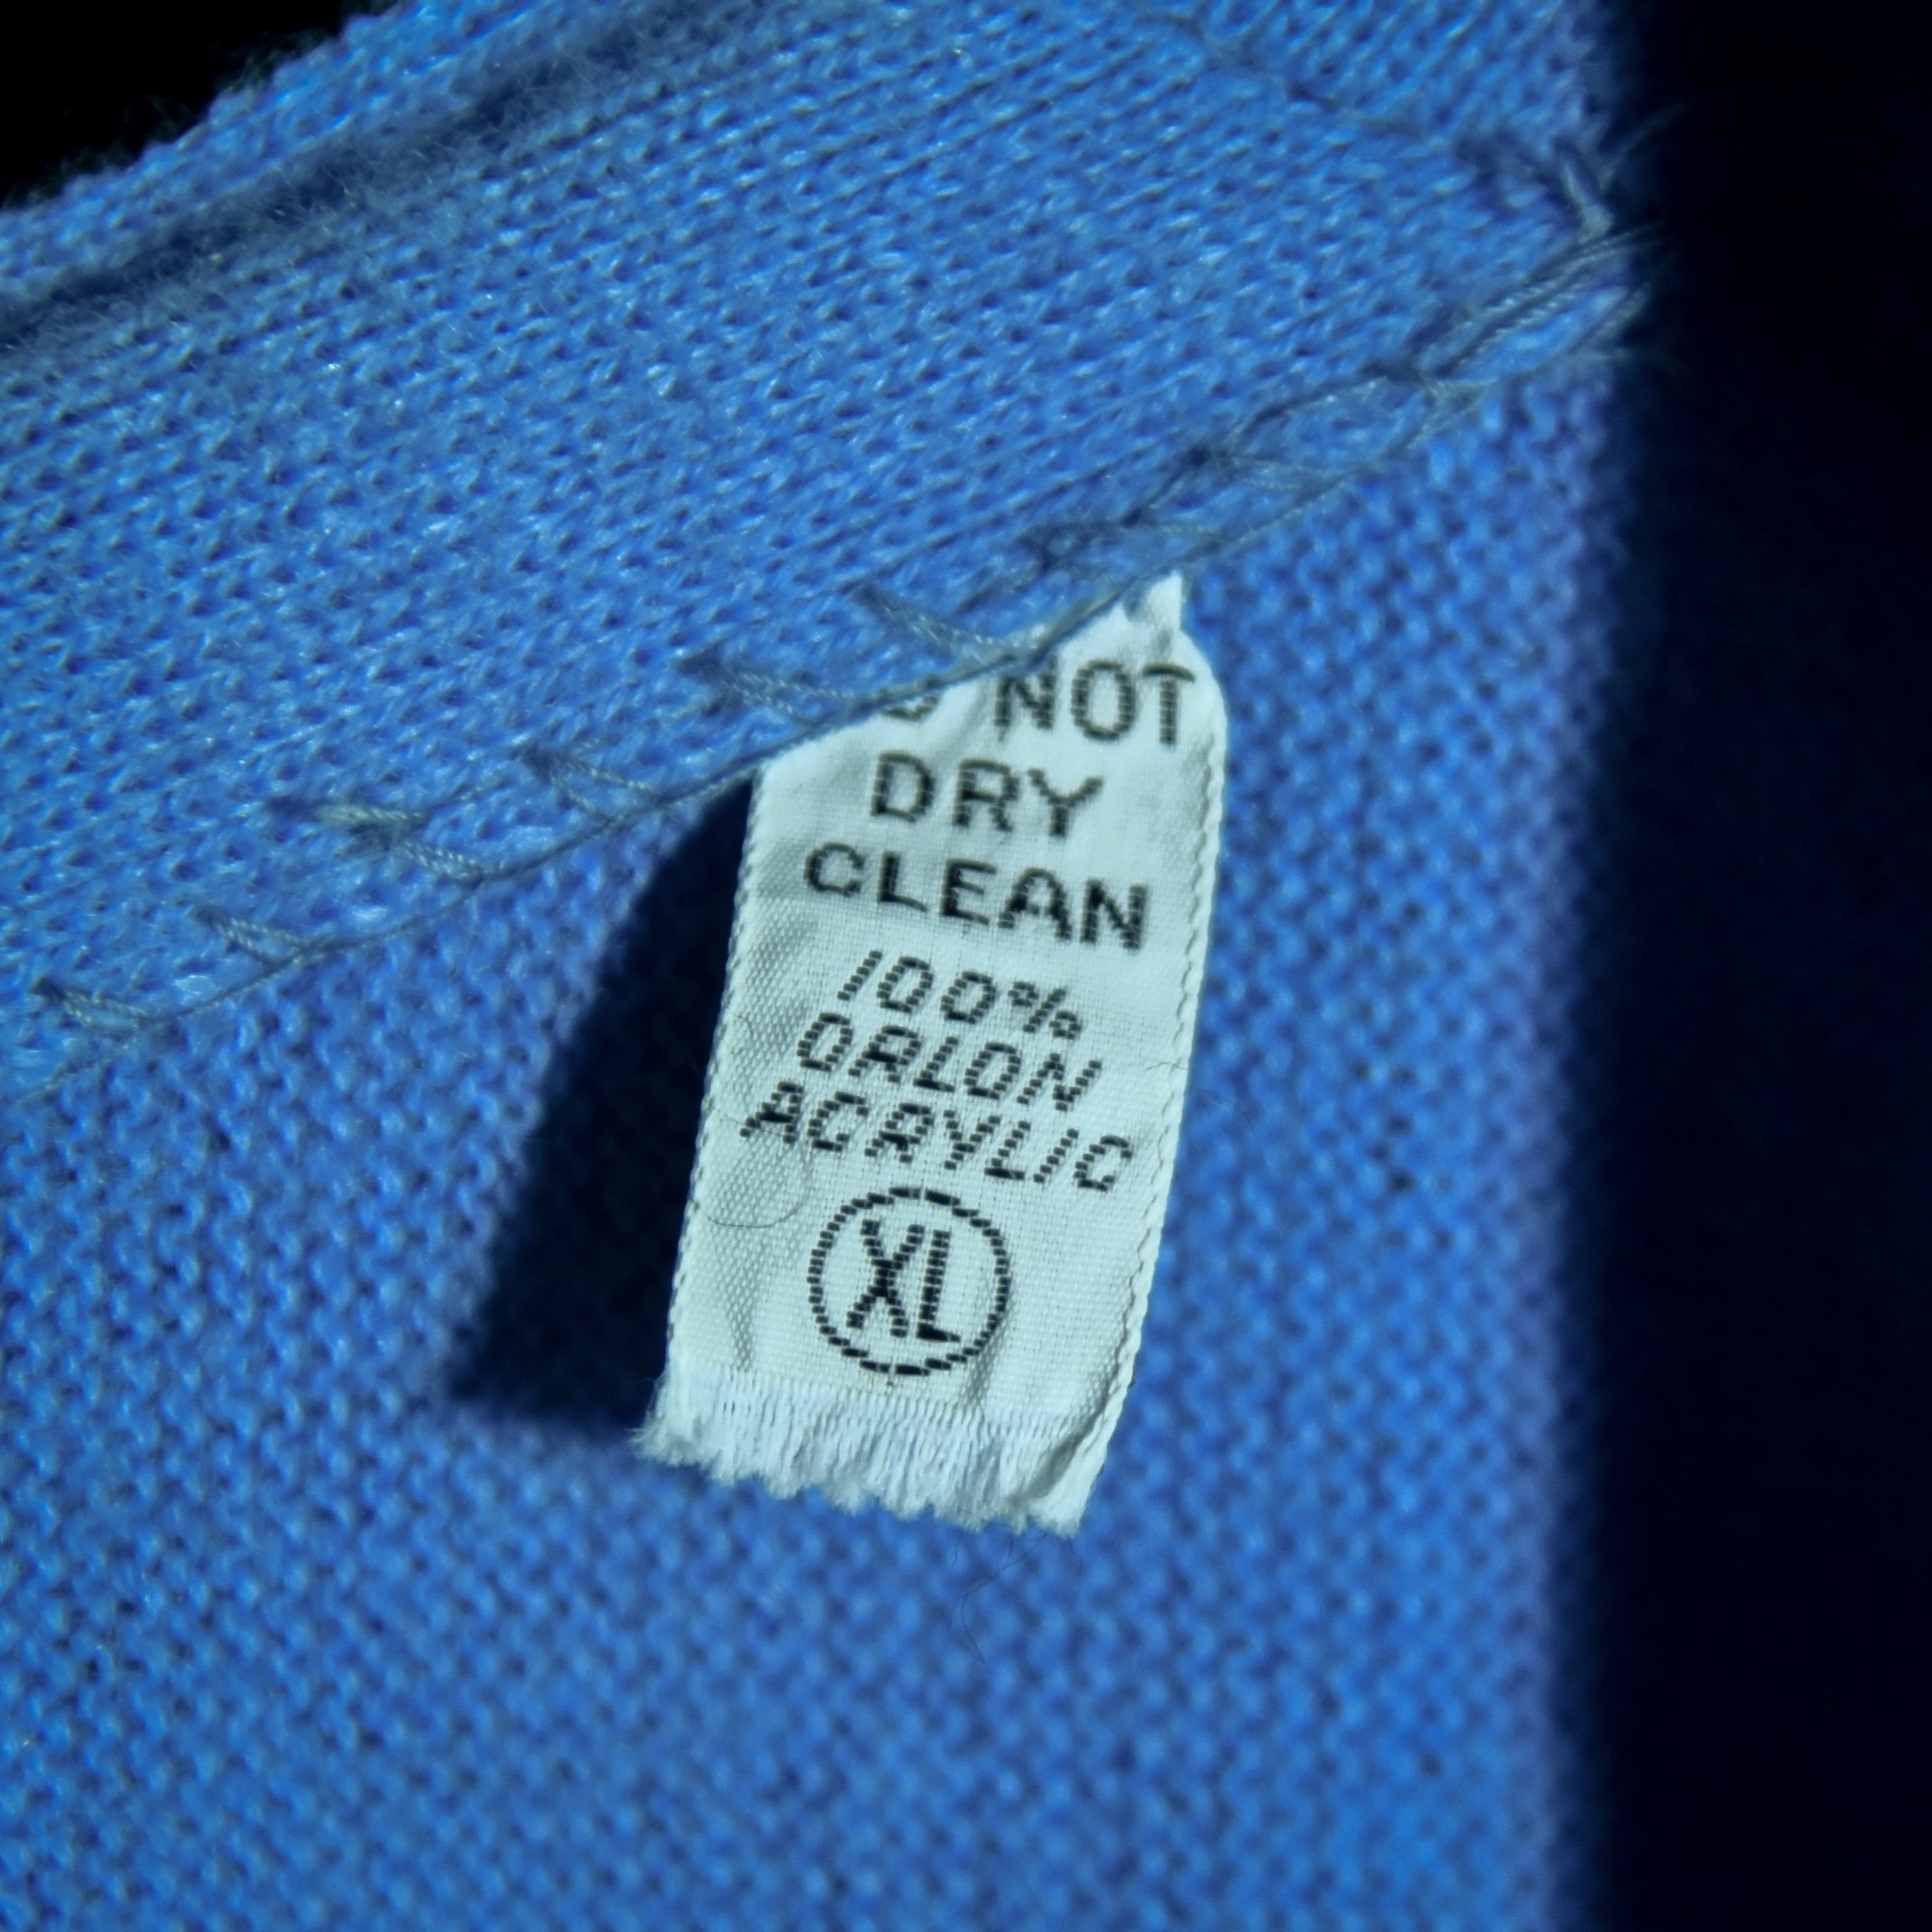 NOT
DRY
CLEAN
100%
ORLON
ACRYLIC
XL